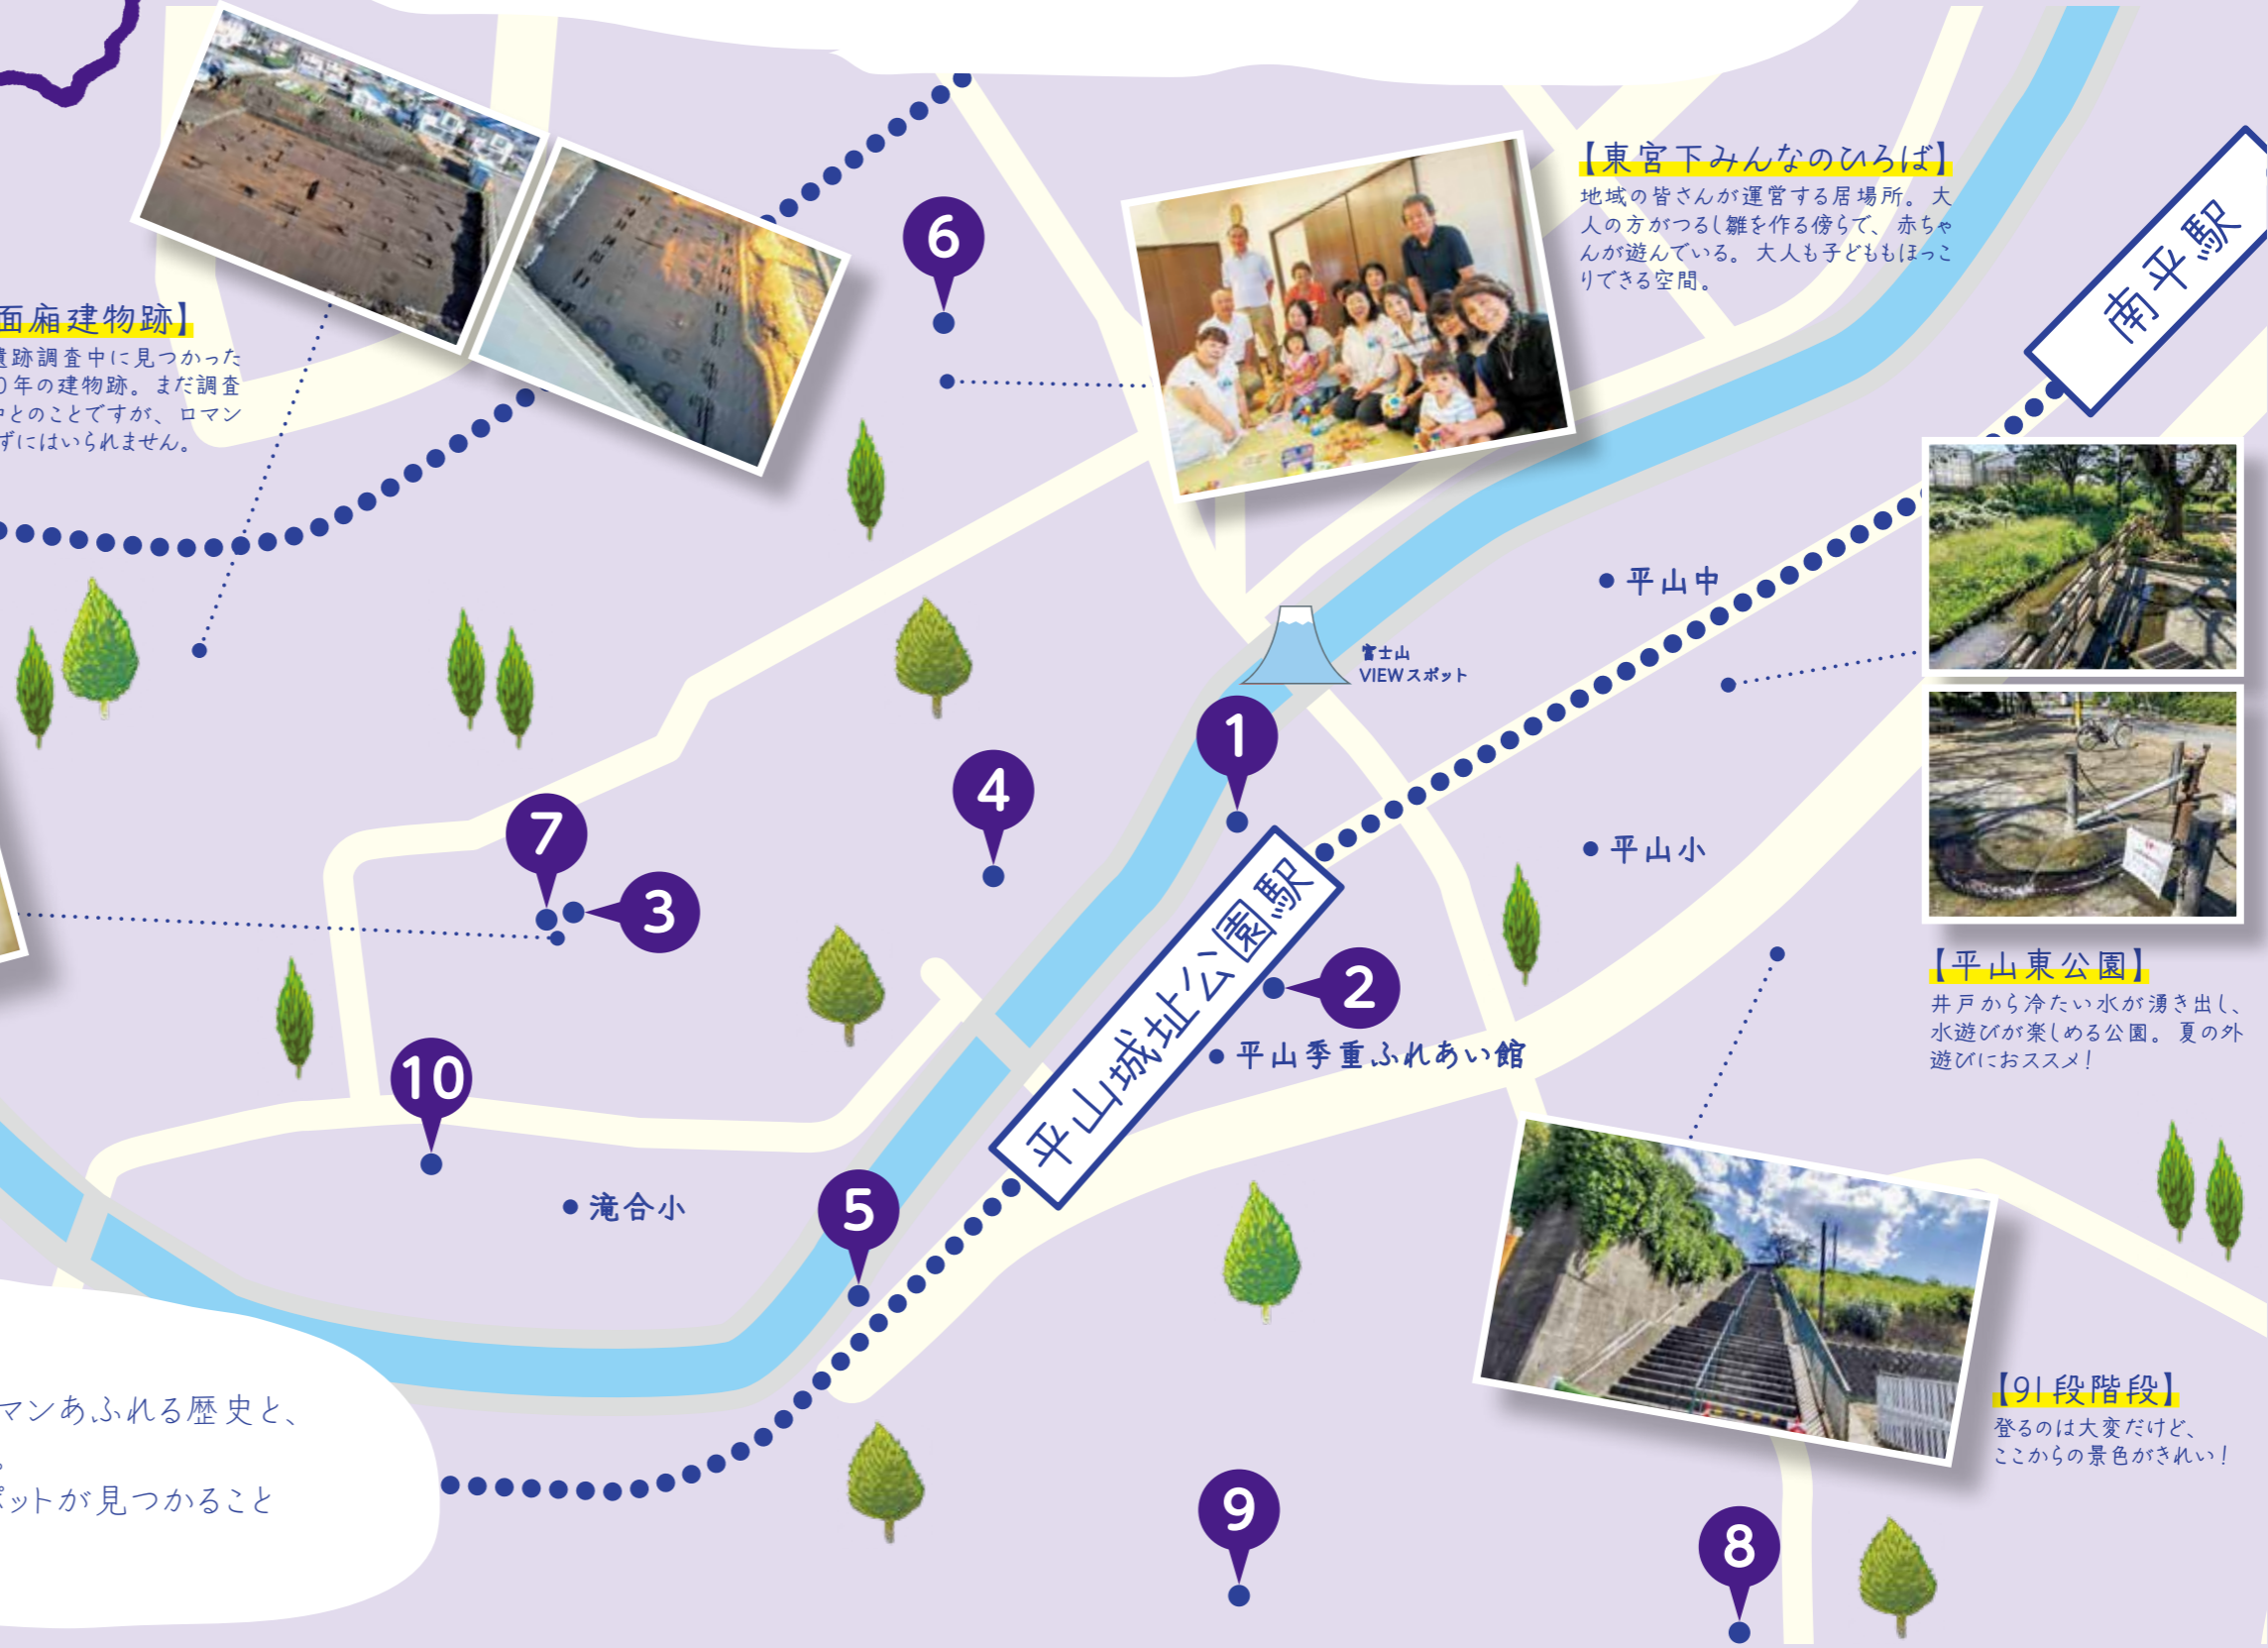 【東宮下みんなのひろば】
地域の皆さんが運営する居場所。大
人の方がつるし雛を作る傍らで、赤ちゃ
んが遊んでいる。大人も子どももほっこ
りできる空間。
南平駅
6
面廂建物跡】
遺跡調査中に見つかった
0年の建物跡。まだ調査
中とのことですが、ロマン
ずにはいられません。
平山中
富士山
VIEWスポット
1
4
7
3
平山小
平山城址公園駅
2
平山季重ふれあい館
【平山東公園】
井戸から冷たい水が湧き出し、
水遊びが楽しめる公園。夏の外
遊びにおススメ!
10
滝合小
5
【91段階段】
登るのは大変だけど、
ここからの景色がきれい!
マンあふれる歴史と、
。
ポットが見つかること
9
8